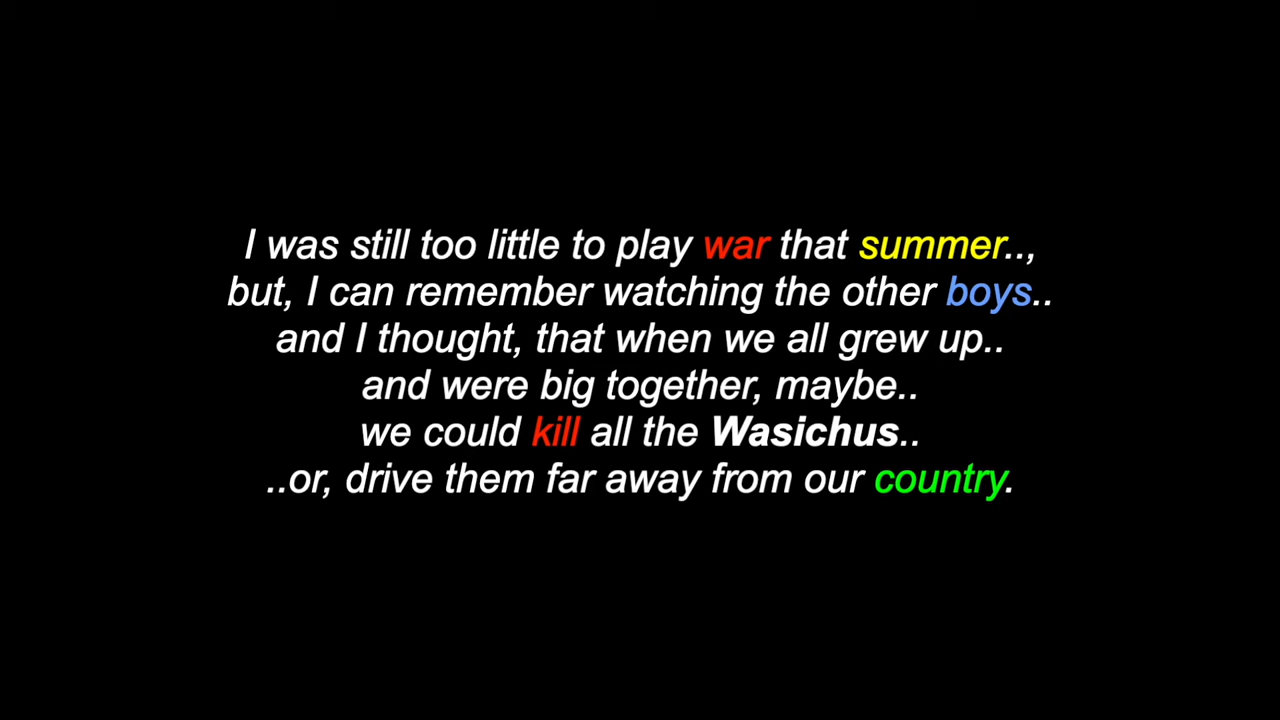 I was still too little to play war that summer..,
but, I can remember watching the other boys..
and I thought, that when we all grew up..
and were big together, maybe..
we could kill all the Wasichus..
..or, drive them far away from our country.